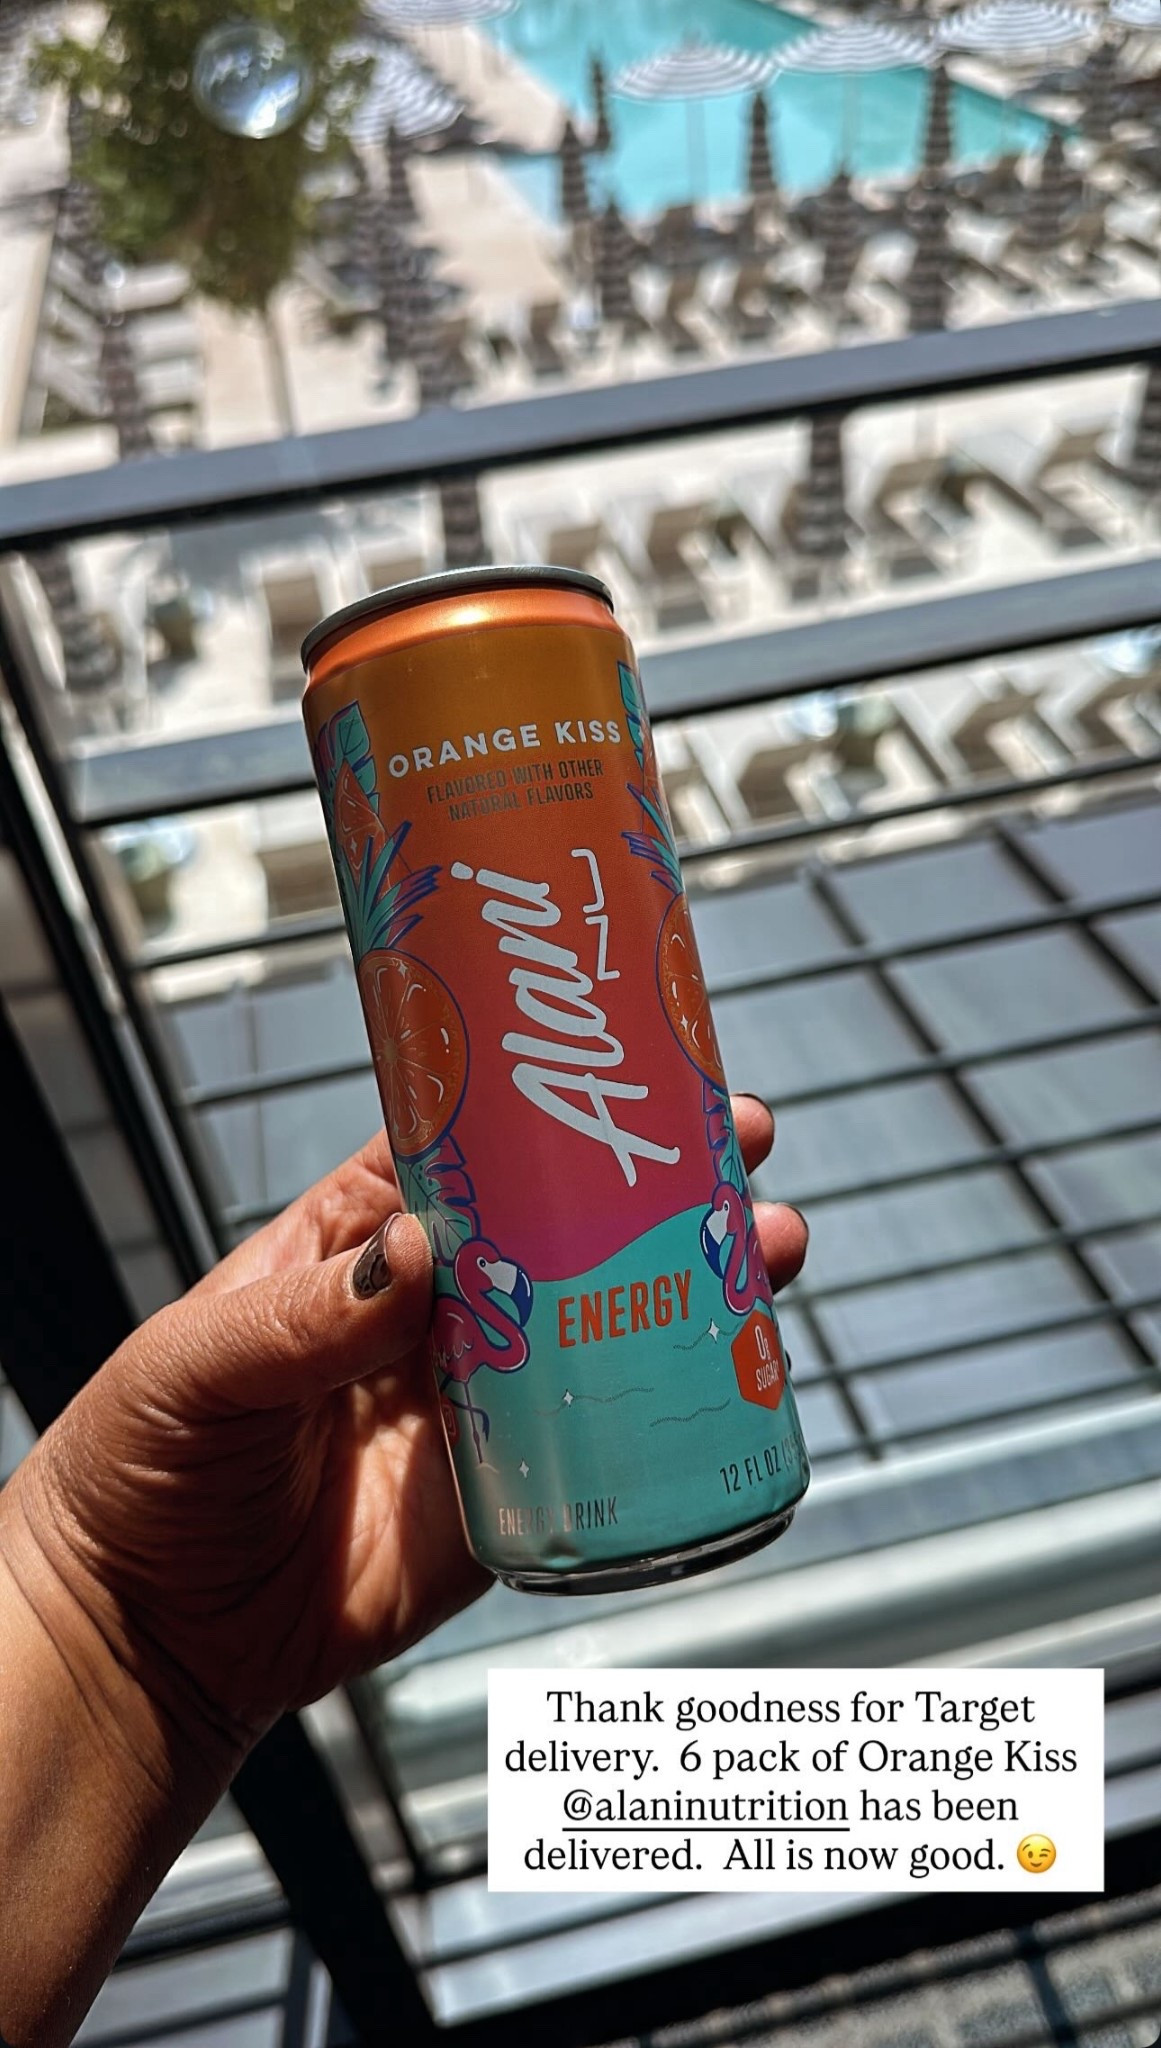 ORANGE KISS
FLAVORED WITH OTHER
NATURAL FLAVORS
Alani
NU
ENERGY
0g
SUGAR*
12 FL OZ
ENERGY DRINK
Thank goodness for Target
delivery.  6 pack of Orange Kiss
@alaninutrition has been
delivered.  All is now good. 😉